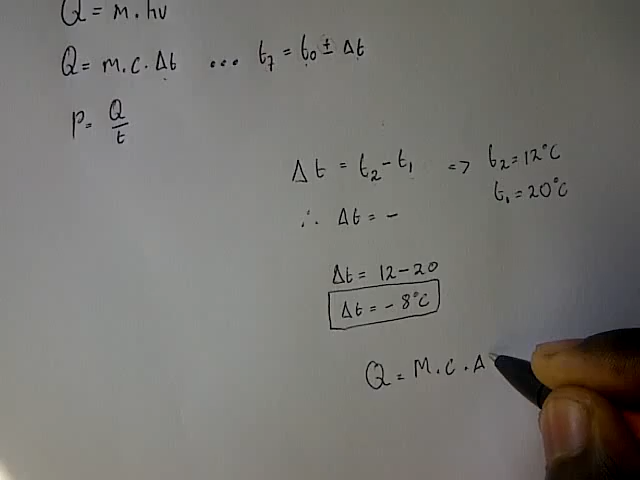 Q = m . hv
Q = m.c. Δt ... t₇ = t₀ ± Δt
P = Q/t
Δt = t₂ - t₁ => t₂ = 12°C
t₁ = 20°C
∴ Δt = -
Δt = 12 - 20
Δt = - 8°C
Q = M.c. Δ